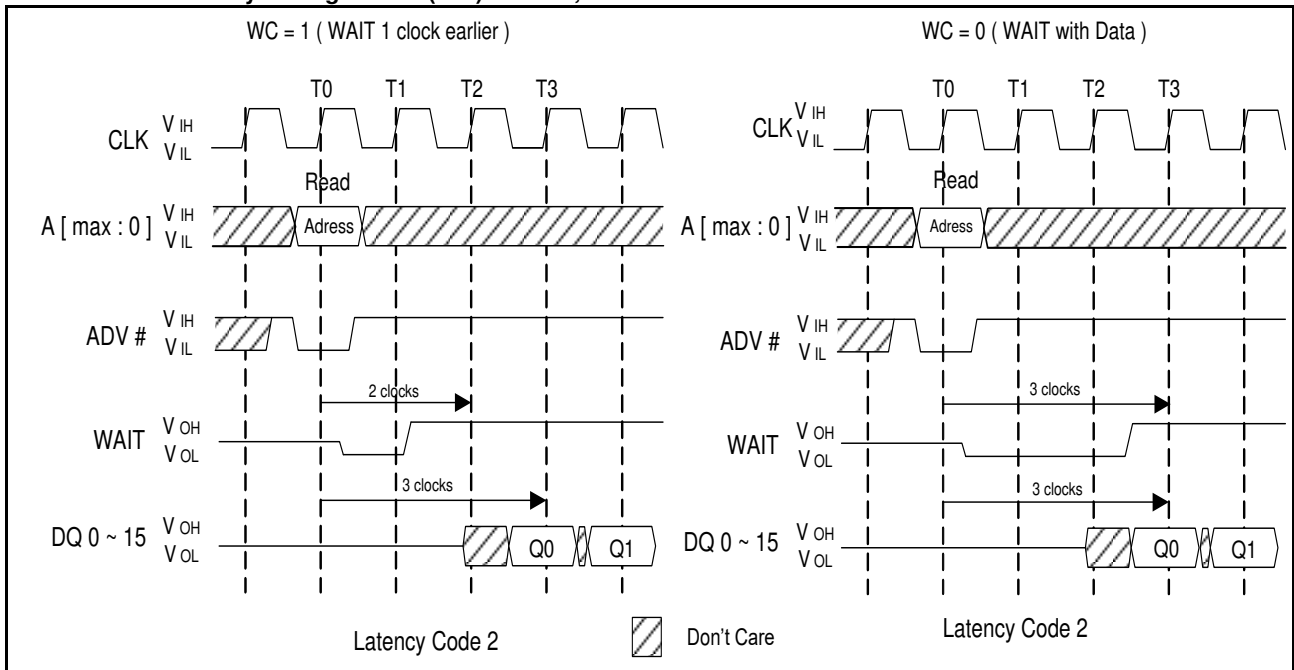 WC = 1 ( WAIT 1 clock earlier )
T0 T1 T2 T3
CLK V IH V IL
Read
A [ max : 0 ] V IH V IL
Adress
ADV # V IH V IL
2 clocks
WAIT V OH V OL
3 clocks
DQ 0 ~ 15 V OH V OL
Q0 Q1
Latency Code 2
WC = 0 ( WAIT with Data )
T0 T1 T2 T3
CLK V IH V IL
Read
A [ max : 0 ] V IH V IL
Adress
ADV # V IH V IL
3 clocks
WAIT V OH V OL
3 clocks
DQ 0 ~ 15 V OH V OL
Q0 Q1
Latency Code 2
Don't Care